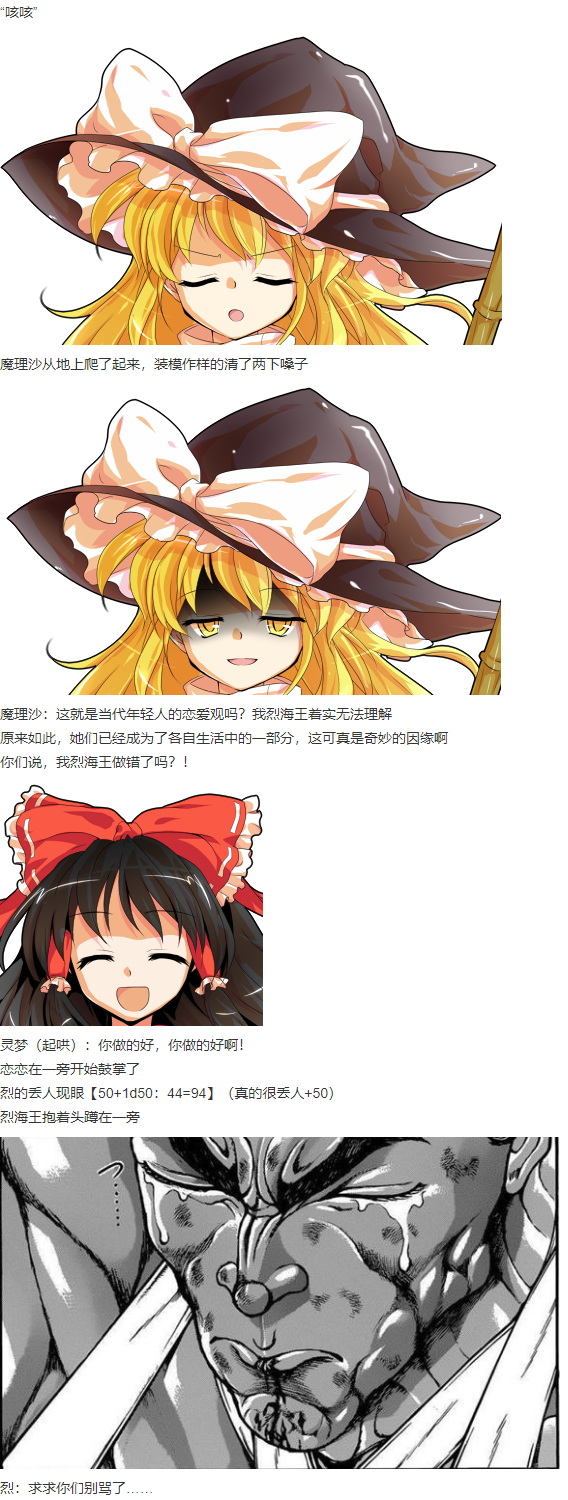 “咳咳”
魔理沙从地上爬了起来，装模作样的清了两下嗓子
魔理沙：这就是当代年轻人的恋爱观吗？我烈海王着实无法理解
原来如此，她们已经成为了各自生活中的一部分，这可真是奇妙的因缘啊
你们说，我烈海王做错了吗？！
灵梦（起哄）：你做的好，你做的好啊！
恋恋在一旁开始鼓掌了
烈的丢人现眼【50+1d50：44=94】（真的很丢人+50）
烈海王抱着头蹲在一旁
烈：求求你们别骂了……